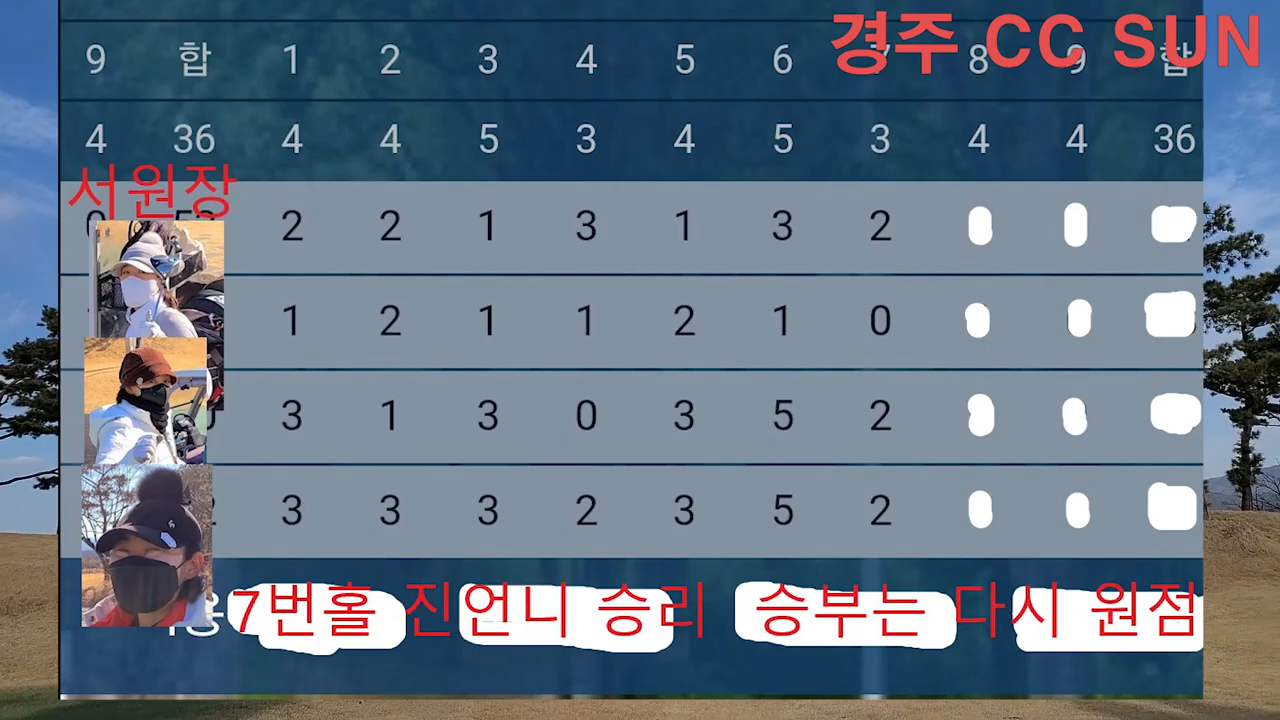 경주 CC SUN
9 합 1 2 3 4 5 6 7 8 9 합
4 36 4 4 5 3 4 5 3 4 4 36
서원장
2 2 1 3 1 3 2
1 2 1 1 2 1 0
3 1 3 0 3 5 2
3 3 3 2 3 5 2
7번홀 진언니 승리 승부는 다시 원점